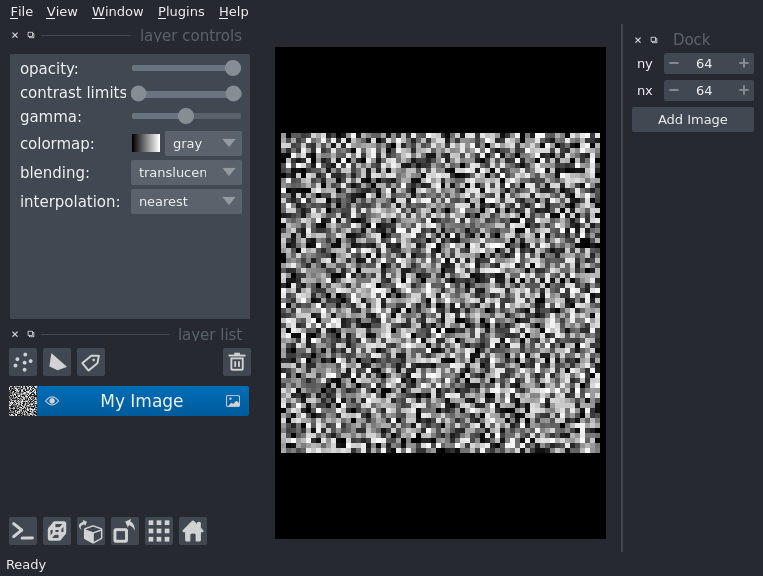 File View Window Plugins Help
layer controls
opacity:
contrast limits
gamma:
colormap: gray
blending: translucen
interpolation: nearest
layer list
My Image
Ready
Dock
ny 64
nx 64
Add Image